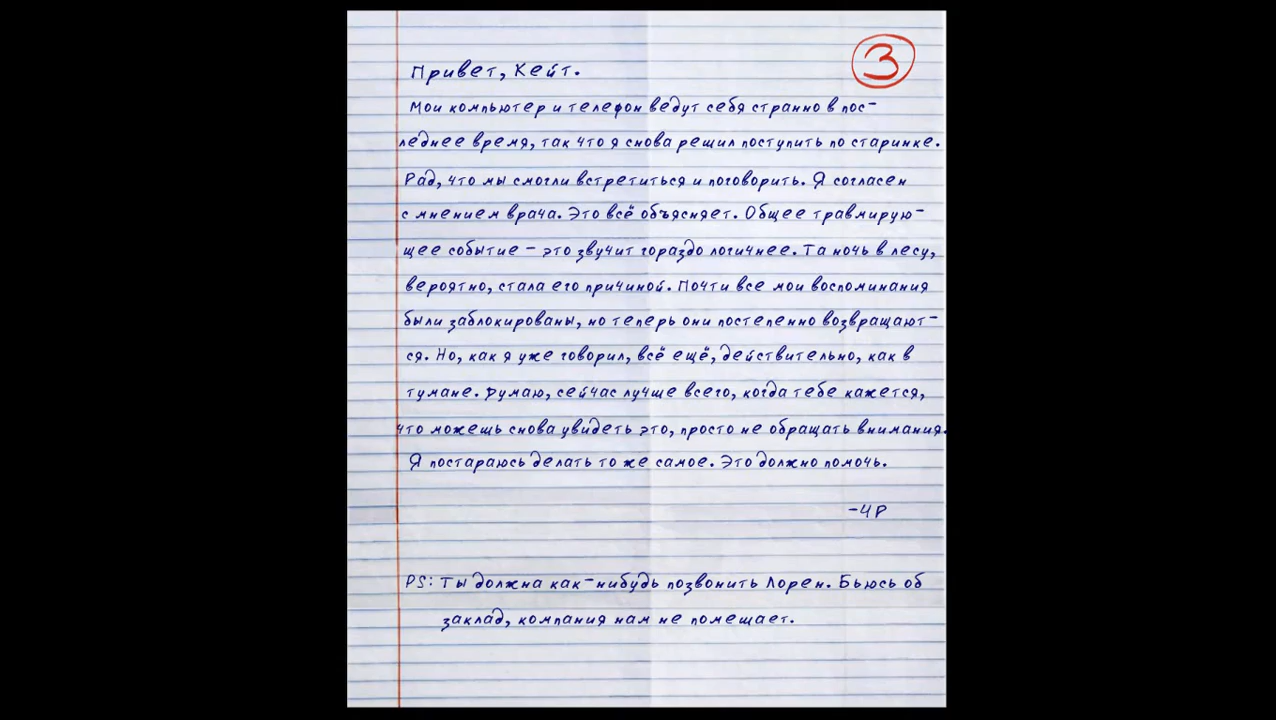 3
Привет, Кейт.
Мои компьютер и телефон ведут себя странно в пос-
леднее время, так что я снова решил поступить по старинке.
Рад, что мы смогли встретиться и поговорить. Я согласен
с мнением врача. Это всё объясняет. Общее травмирую-
щее событие - это звучит гораздо логичнее. Та ночь в лесу,
вероятно, стала его причиной. Почти все мои воспоминания
были заблокированы, но теперь они постепенно возвращают-
ся. Но, как я уже говорил, всё ещё, действительно, как в
тумане. Думаю, сейчас лучше всего, когда тебе кажется,
что можешь снова увидеть это, просто не обращать внимания.
Я постараюсь делать то же самое. Это должно помочь.
-ЧР
PS: Ты должна как-нибудь позвонить Лорен. Бьюсь об
заклад, компания нам не помешает.